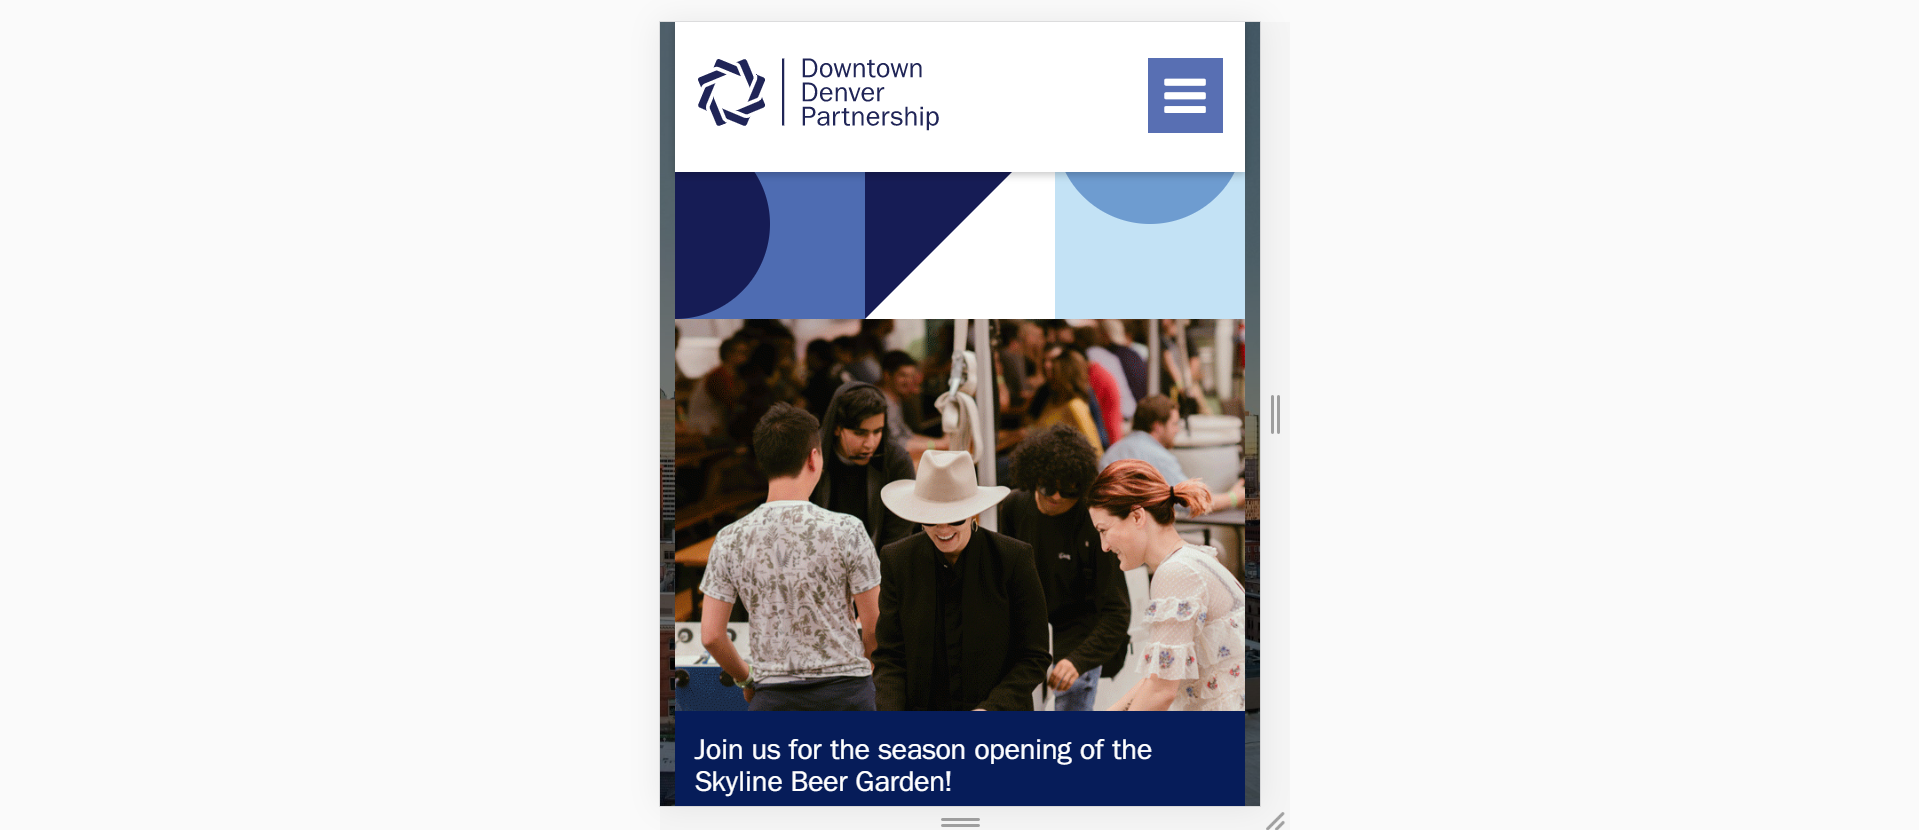 Downtown
Denver
Partnership
Join us for the season opening of the
Skyline Beer Garden!